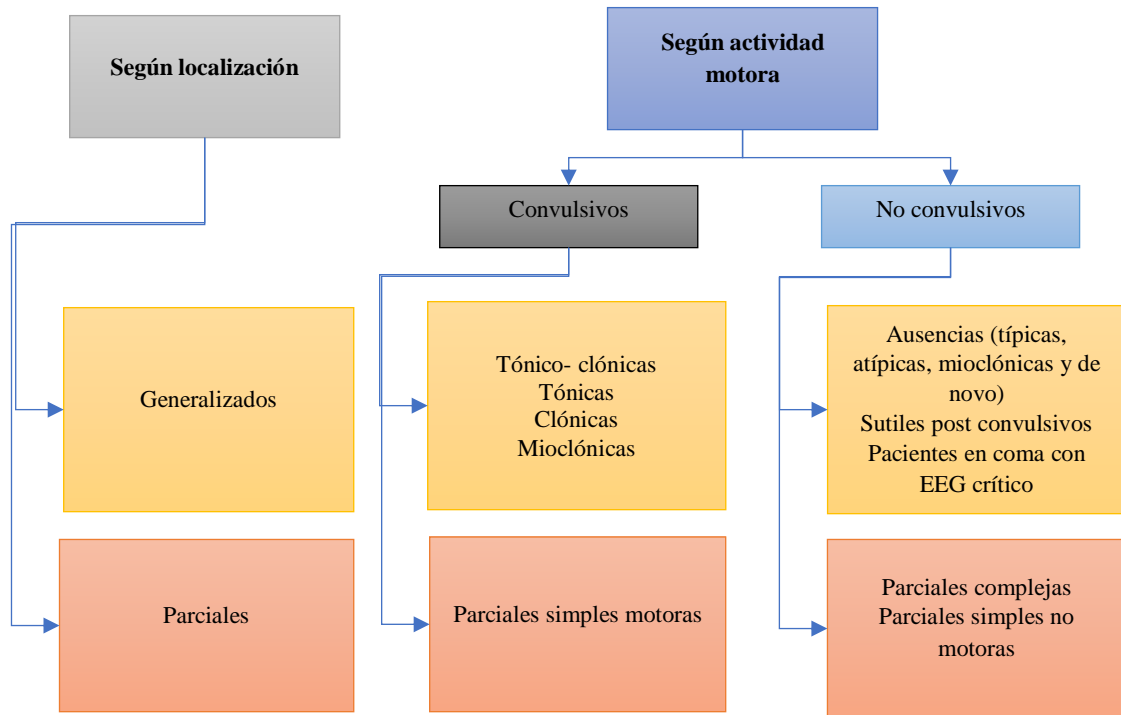 Según localización
Según actividad
motora
Convulsivos
No convulsivos
Generalizados
Tónico- clónicas
Tónicas
Clónicas
Mioclónicas
Ausencias (típicas,
atípicas, mioclónicas y de
novo)
Sutiles post convulsivos
Pacientes en coma con
EEG crítico
Parciales
Parciales simples motoras
Parciales complejas
Parciales simples no
motoras